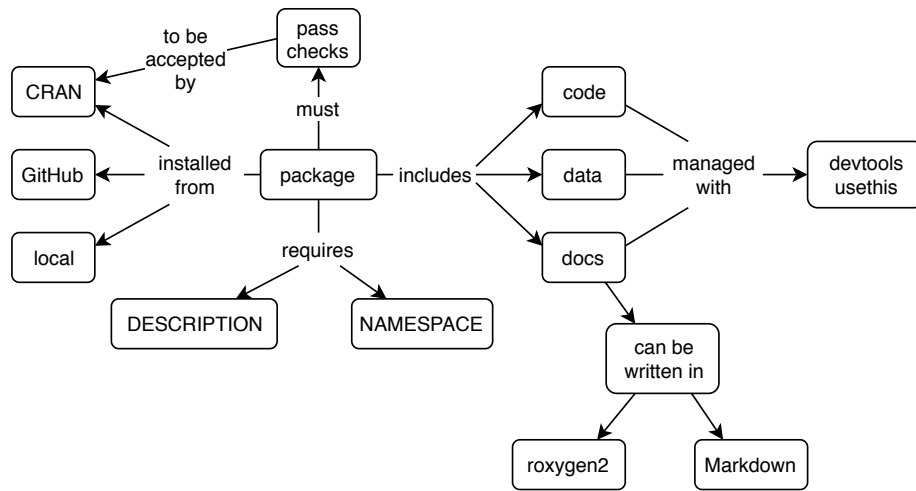 to be
accepted
by
pass
checks
CRAN
code
must
GitHub
installed
from
package
includes
data
managed
with
devtools
usethis
local
requires
docs
DESCRIPTION
NAMESPACE
can be
written in
roxygen2
Markdown